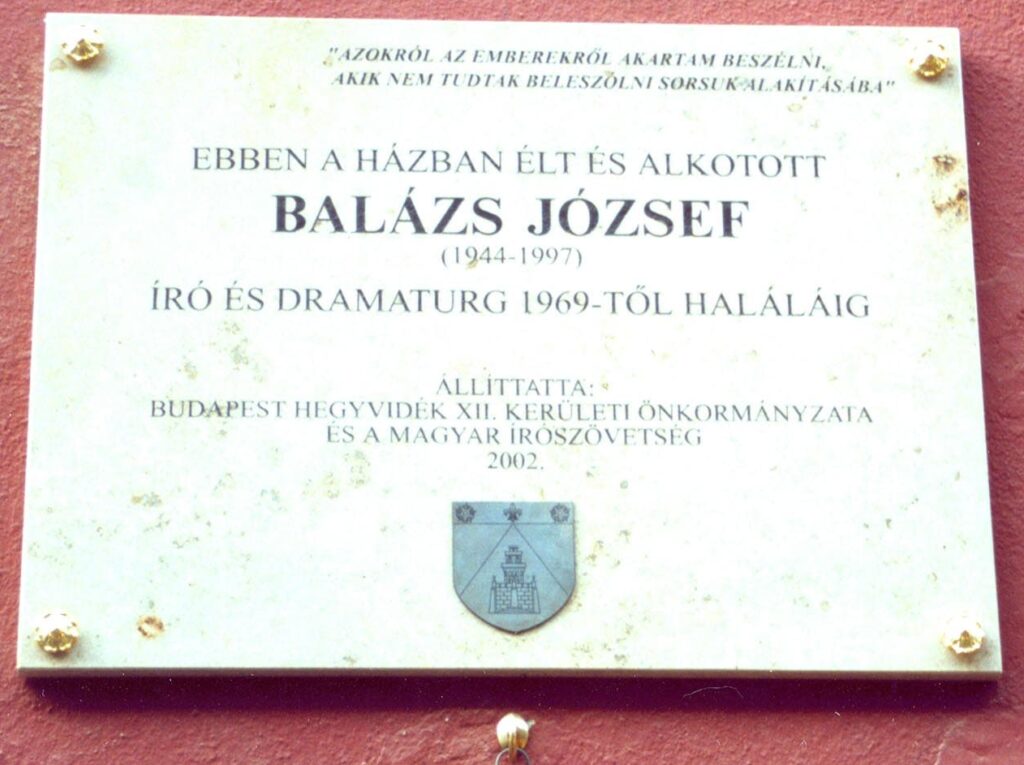 "AZOKRÓL AZ EMBEREKRŐL AKARTAM BESZÉLNI,
AKIK NEM TUDTAK BELESZÓLNI SORSUK ALAKÍTÁSÁBA"
EBBEN A HÁZBAN ÉLT ÉS ALKOTOTT
BALÁZS JÓZSEF
(1944-1997)
ÍRÓ ÉS DRAMATURG 1969-TŐL HALÁLÁIG
ÁLLÍTTATTA:
BUDAPEST HEGYVIDÉK XII. KERÜLETI ÖNKORMÁNYZATA
ÉS A MAGYAR ÍRÓSZÖVETSÉG
2002.